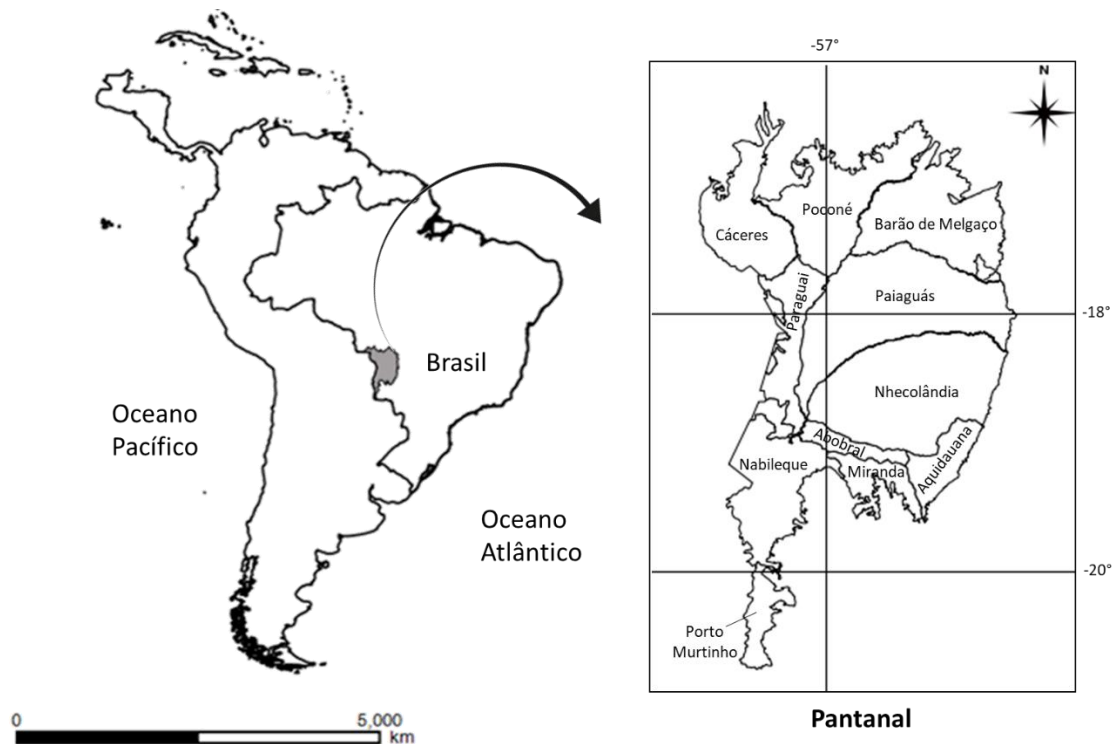 Brasil
Oceano
Pacífico
Oceano
Atlântico
0
5,000
km
-57°
N
Poconé
Cáceres
Barão de Melgaço
Paraguai
Paiaguás
-18°
Nhecolândia
Abobral
Aquidauana
Nabileque
Miranda
-20°
Porto
Murtinho
Pantanal